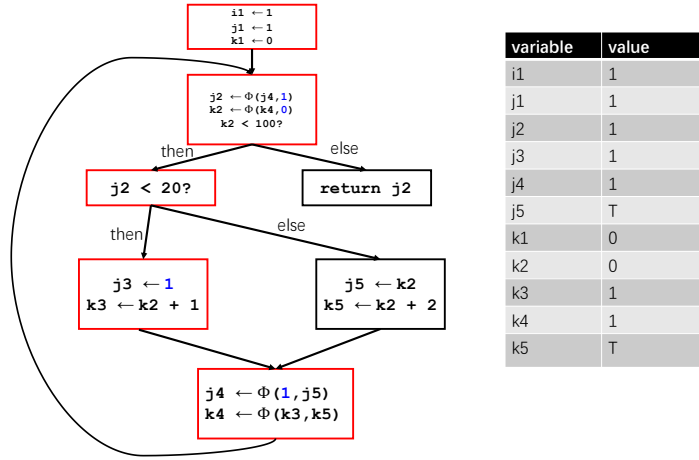 i1 ← 1
j1 ← 1
k1 ← 0
j2 ← Φ(j4,1)
k2 ← Φ(k4,0)
k2 < 100?
then
else
j2 < 20?
return j2
then
else
j3 ← 1
k3 ← k2 + 1
j5 ← k2
k5 ← k2 + 2
j4 ← Φ(1,j5)
k4 ← Φ(k3,k5)
variable value
i1 1
j1 1
j2 1
j3 1
j4 1
j5 T
k1 0
k2 0
k3 1
k4 1
k5 T